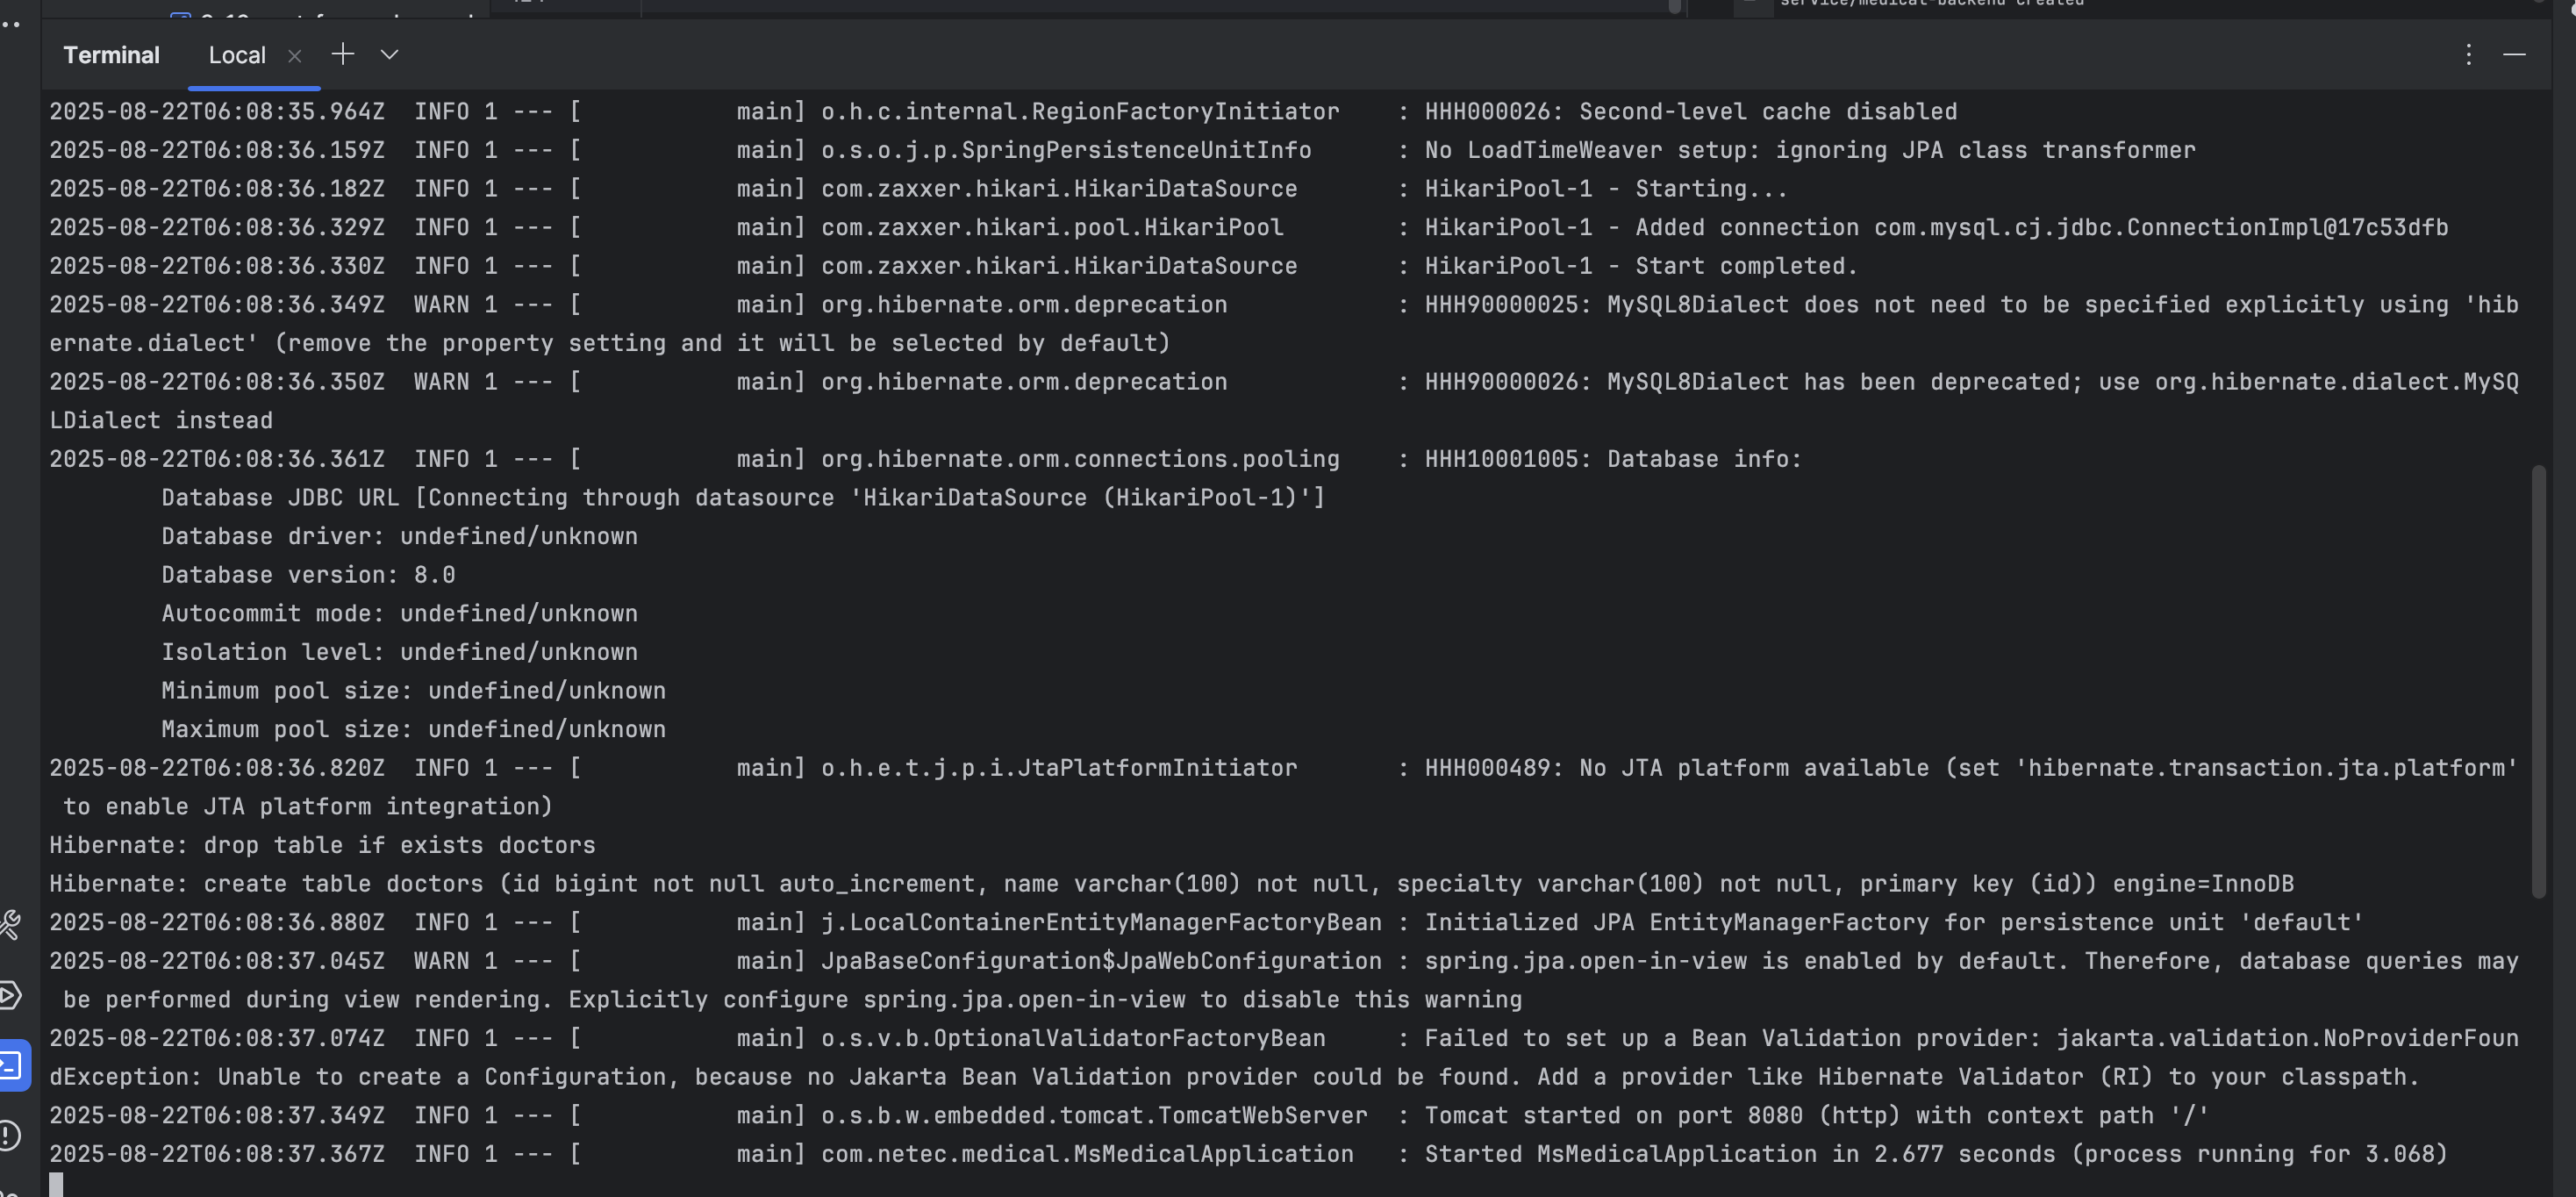 service/medical-backend created
Terminal Local
2025-08-22T06:08:35.964Z  INFO 1 --- [           main] o.h.c.internal.RegionFactoryInitiator    : HHH000026: Second-level cache disabled
2025-08-22T06:08:36.159Z  INFO 1 --- [           main] o.s.o.j.p.SpringPersistenceUnitInfo      : No LoadTimeWeaver setup: ignoring JPA class transformer
2025-08-22T06:08:36.182Z  INFO 1 --- [           main] com.zaxxer.hikari.HikariDataSource       : HikariPool-1 - Starting...
2025-08-22T06:08:36.329Z  INFO 1 --- [           main] com.zaxxer.hikari.pool.HikariPool        : HikariPool-1 - Added connection com.mysql.cj.jdbc.ConnectionImpl@17c53dfb
2025-08-22T06:08:36.330Z  INFO 1 --- [           main] com.zaxxer.hikari.HikariDataSource       : HikariPool-1 - Start completed.
2025-08-22T06:08:36.349Z  WARN 1 --- [           main] org.hibernate.orm.deprecation            : HHH90000025: MySQL8Dialect does not need to be specified explicitly using 'hib
ernate.dialect' (remove the property setting and it will be selected by default)
2025-08-22T06:08:36.350Z  WARN 1 --- [           main] org.hibernate.orm.deprecation            : HHH90000026: MySQL8Dialect has been deprecated; use org.hibernate.dialect.MySQ
LDialect instead
2025-08-22T06:08:36.361Z  INFO 1 --- [           main] org.hibernate.orm.connections.pooling    : HHH10001005: Database info:
        Database JDBC URL [Connecting through datasource 'HikariDataSource (HikariPool-1)']
        Database driver: undefined/unknown
        Database version: 8.0
        Autocommit mode: undefined/unknown
        Isolation level: undefined/unknown
        Minimum pool size: undefined/unknown
        Maximum pool size: undefined/unknown
2025-08-22T06:08:36.820Z  INFO 1 --- [           main] o.h.e.t.j.p.i.JtaPlatformInitiator       : HHH000489: No JTA platform available (set 'hibernate.transaction.jta.platform'
 to enable JTA platform integration)
Hibernate: drop table if exists doctors
Hibernate: create table doctors (id bigint not null auto_increment, name varchar(100) not null, specialty varchar(100) not null, primary key (id)) engine=InnoDB
2025-08-22T06:08:36.880Z  INFO 1 --- [           main] j.LocalContainerEntityManagerFactoryBean : Initialized JPA EntityManagerFactory for persistence unit 'default'
2025-08-22T06:08:37.045Z  WARN 1 --- [           main] JpaBaseConfiguration$JpaWebConfiguration : spring.jpa.open-in-view is enabled by default. Therefore, database queries may
 be performed during view rendering. Explicitly configure spring.jpa.open-in-view to disable this warning
2025-08-22T06:08:37.074Z  INFO 1 --- [           main] o.s.v.b.OptionalValidatorFactoryBean     : Failed to set up a Bean Validation provider: jakarta.validation.NoProviderFoun
dException: Unable to create a Configuration, because no Jakarta Bean Validation provider could be found. Add a provider like Hibernate Validator (RI) to your classpath.
2025-08-22T06:08:37.349Z  INFO 1 --- [           main] o.s.b.w.embedded.tomcat.TomcatWebServer  : Tomcat started on port 8080 (http) with context path '/'
2025-08-22T06:08:37.367Z  INFO 1 --- [           main] com.netec.medical.MsMedicalApplication   : Started MsMedicalApplication in 2.677 seconds (process running for 3.068)